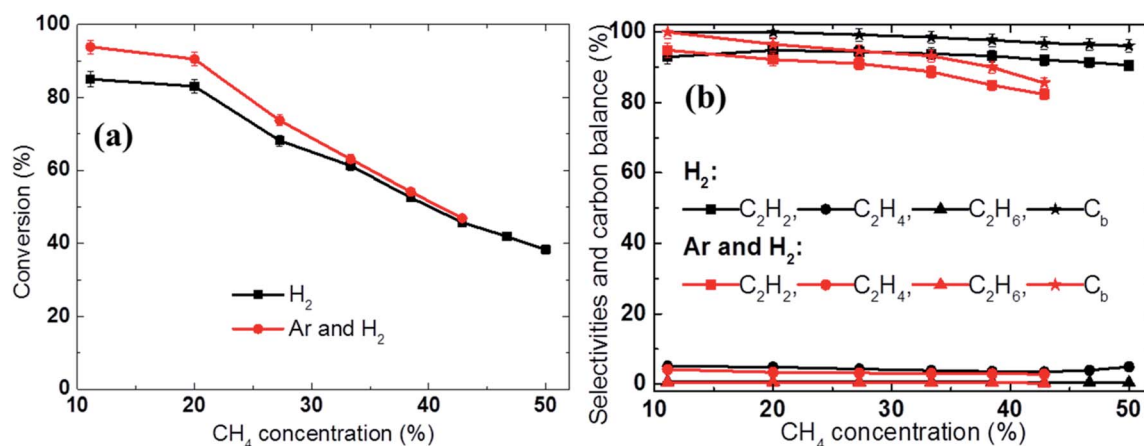 Conversion (%)
100
80
60
40
20
0
(a)
H₂
Ar and H₂
10 20 30 40 50
CH₄ concentration (%)
Selectivities and carbon balance (%)
100
80
60
40
20
0
(b)
H₂:
C₂H₂, C₂H₄, C₂H₆, C_b
Ar and H₂:
C₂H₂, C₂H₄, C₂H₆, C_b
10 20 30 40 50
CH₄ concentration (%)